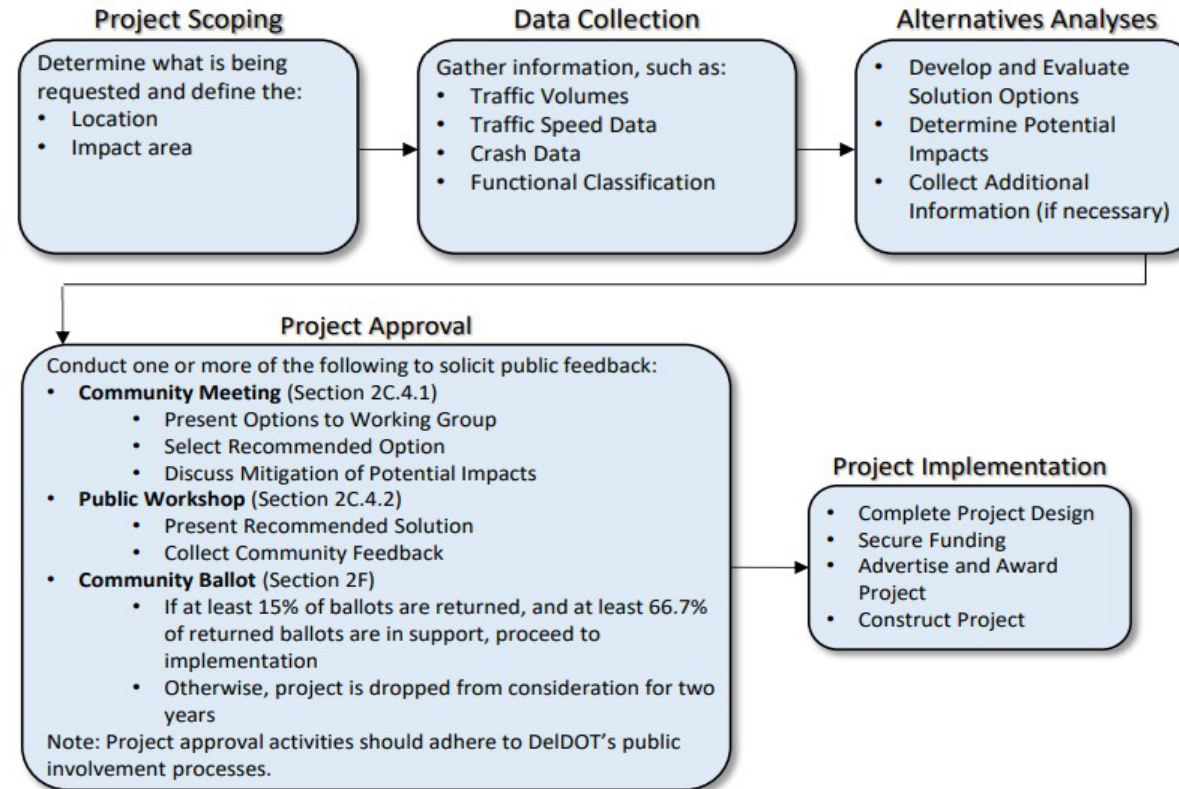 Project Scoping
Determine what is being
requested and define the:
• Location
• Impact area
Data Collection
Gather information, such as:
• Traffic Volumes
• Traffic Speed Data
• Crash Data
• Functional Classification
Alternatives Analyses
• Develop and Evaluate
Solution Options
• Determine Potential
Impacts
• Collect Additional
Information (if necessary)
Project Approval
Conduct one or more of the following to solicit public feedback:
• Community Meeting (Section 2C.4.1)
• Present Options to Working Group
• Select Recommended Option
• Discuss Mitigation of Potential Impacts
• Public Workshop (Section 2C.4.2)
• Present Recommended Solution
• Collect Community Feedback
• Community Ballot (Section 2F)
• If at least 15% of ballots are returned, and at least 66.7%
of returned ballots are in support, proceed to
implementation
• Otherwise, project is dropped from consideration for two
years
Note: Project approval activities should adhere to DelDOT’s public
involvement processes.
Project Implementation
• Complete Project Design
• Secure Funding
• Advertise and Award
Project
• Construct Project